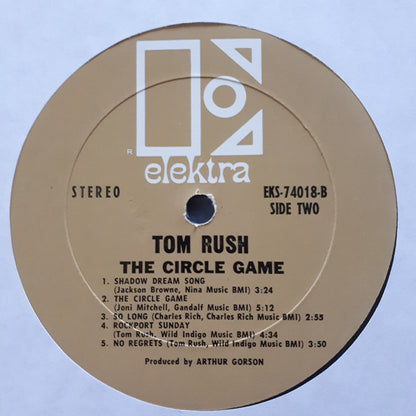 R
elektra
STEREO EKS-74018-B
SIDE TWO
TOM RUSH
THE CIRCLE GAME
1. SHADOW DREAM SONG
(Jackson Browne, Nina Music BMI) 3:24
2. THE CIRCLE GAME
(Joni Mitchell, Gandalf Music BMI) 5:12
3. SO LONG (Charles Rich, Charles Rich Music BMI) 2:55
4. ROCKPORT SUNDAY
(Tom Rush, Wild Indigo Music BMI) 4:34
5. NO REGRETS (Tom Rush, Wild Indigo Music BMI) 3:50
Produced by ARTHUR GORSON